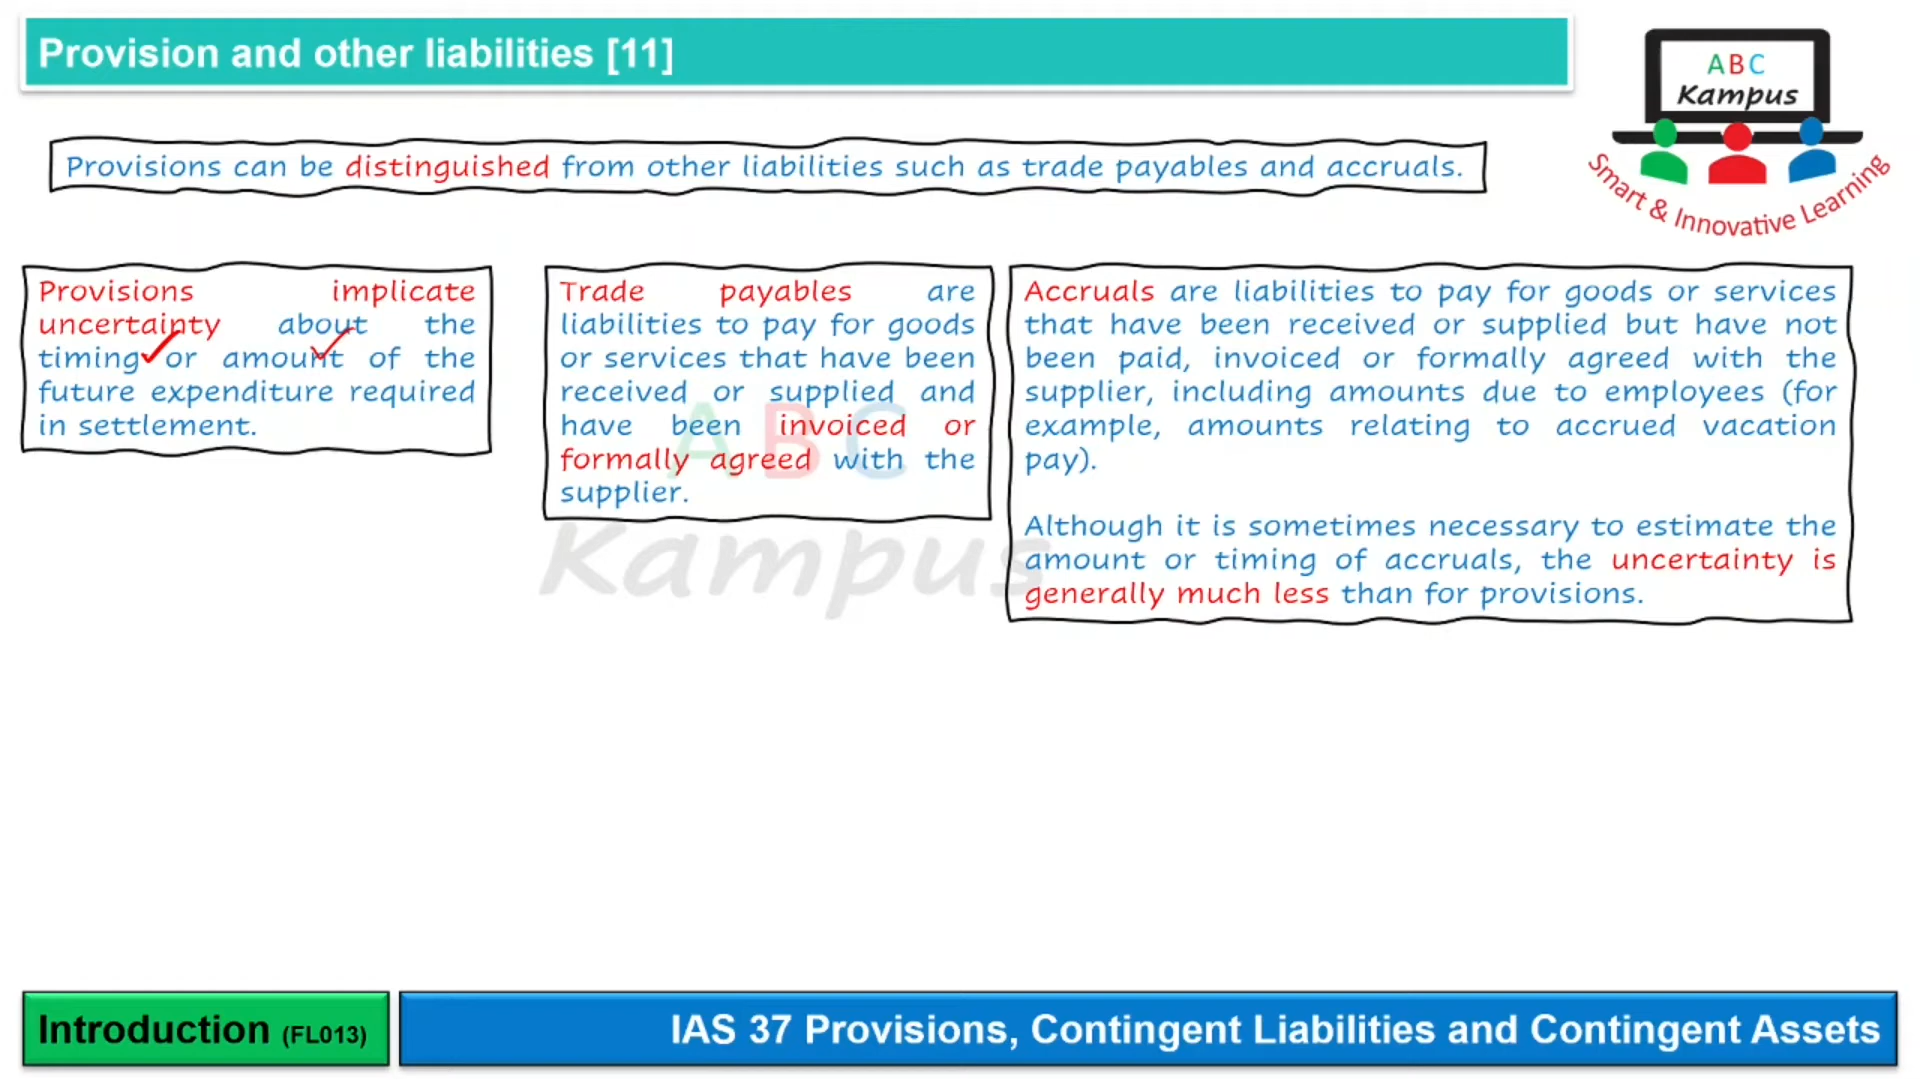 Provision and other liabilities [11]
ABC
Kampus
Smart & Innovative Learning
Provisions can be distinguished from other liabilities such as trade payables and accruals.
Provisions implicate
uncertainty about the
timing or amount of the
future expenditure required
in settlement.
Trade payables are
liabilities to pay for goods
or services that have been
received or supplied and
have been invoiced or
formally agreed with the
supplier.
Accruals are liabilities to pay for goods or services
that have been received or supplied but have not
been paid, invoiced or formally agreed with the
supplier, including amounts due to employees (for
example, amounts relating to accrued vacation
pay).
Although it is sometimes necessary to estimate the
amount or timing of accruals, the uncertainty is
generally much less than for provisions.
ABC
Kampus
Introduction (FL013)
IAS 37 Provisions, Contingent Liabilities and Contingent Assets